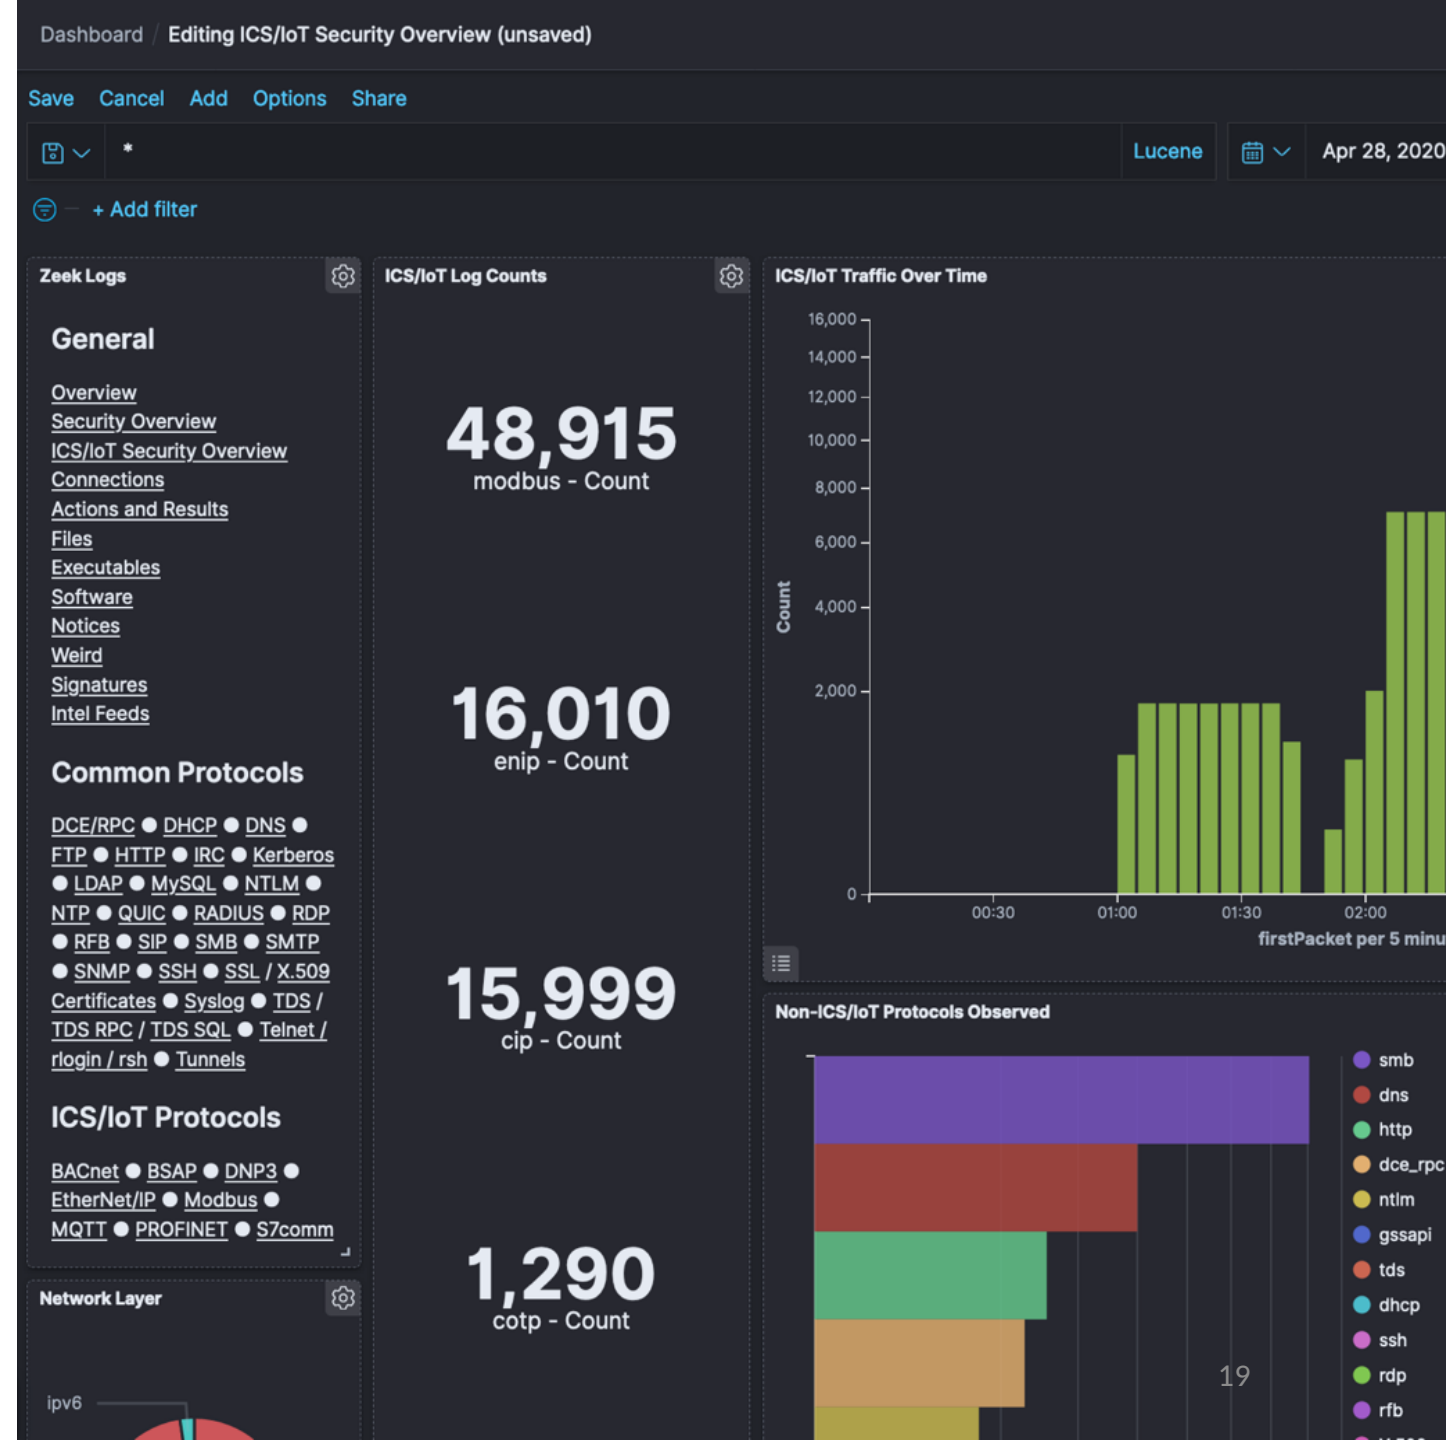 Dashboard / Editing ICS/IoT Security Overview (unsaved)
Save Cancel Add Options Share
* Lucene Apr 28, 2020
+ Add filter
Zeek Logs
General
Overview
Security Overview
ICS/IoT Security Overview
Connections
Actions and Results
Files
Executables
Software
Notices
Weird
Signatures
Intel Feeds
Common Protocols
DCE/RPC ● DHCP ● DNS ●
FTP ● HTTP ● IRC ● Kerberos
● LDAP ● MySQL ● NTLM ●
NTP ● QUIC ● RADIUS ● RDP
● RFB ● SIP ● SMB ● SMTP
● SNMP ● SSH ● SSL / X.509
Certificates ● Syslog ● TDS /
TDS RPC / TDS SQL ● Telnet /
rlogin / rsh ● Tunnels
ICS/IoT Protocols
BACnet ● BSAP ● DNP3 ●
EtherNet/IP ● Modbus ●
MQTT ● PROFINET ● S7comm
Network Layer
ipv6
ICS/IoT Log Counts
48,915
modbus - Count
16,010
enip - Count
15,999
cip - Count
1,290
cotp - Count
ICS/IoT Traffic Over Time
16,000
14,000
12,000
10,000
8,000
6,000
4,000
2,000
0
Count
00:30 01:00 01:30 02:00
firstPacket per 5 minu
Non-ICS/IoT Protocols Observed
smb
dns
http
dce_rpc
ntlm
gssapi
tds
dhcp
ssh
rdp
rfb
19